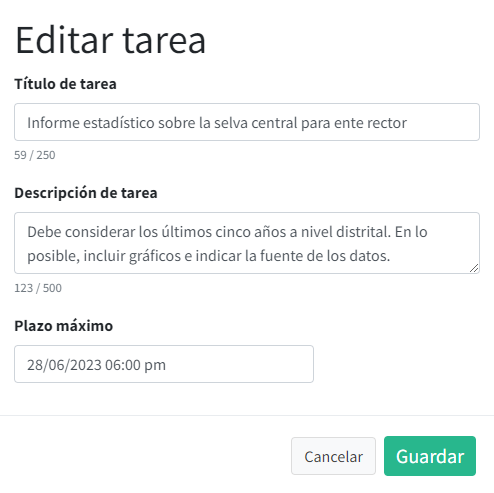 Editar tarea
Título de tarea
Informe estadístico sobre la selva central para ente rector
59 / 250
Descripción de tarea
Debe considerar los últimos cinco años a nivel distrital. En lo
posible, incluir gráficos e indicar la fuente de los datos.
123 / 500
Plazo máximo
28/06/2023 06:00 pm
Cancelar
Guardar